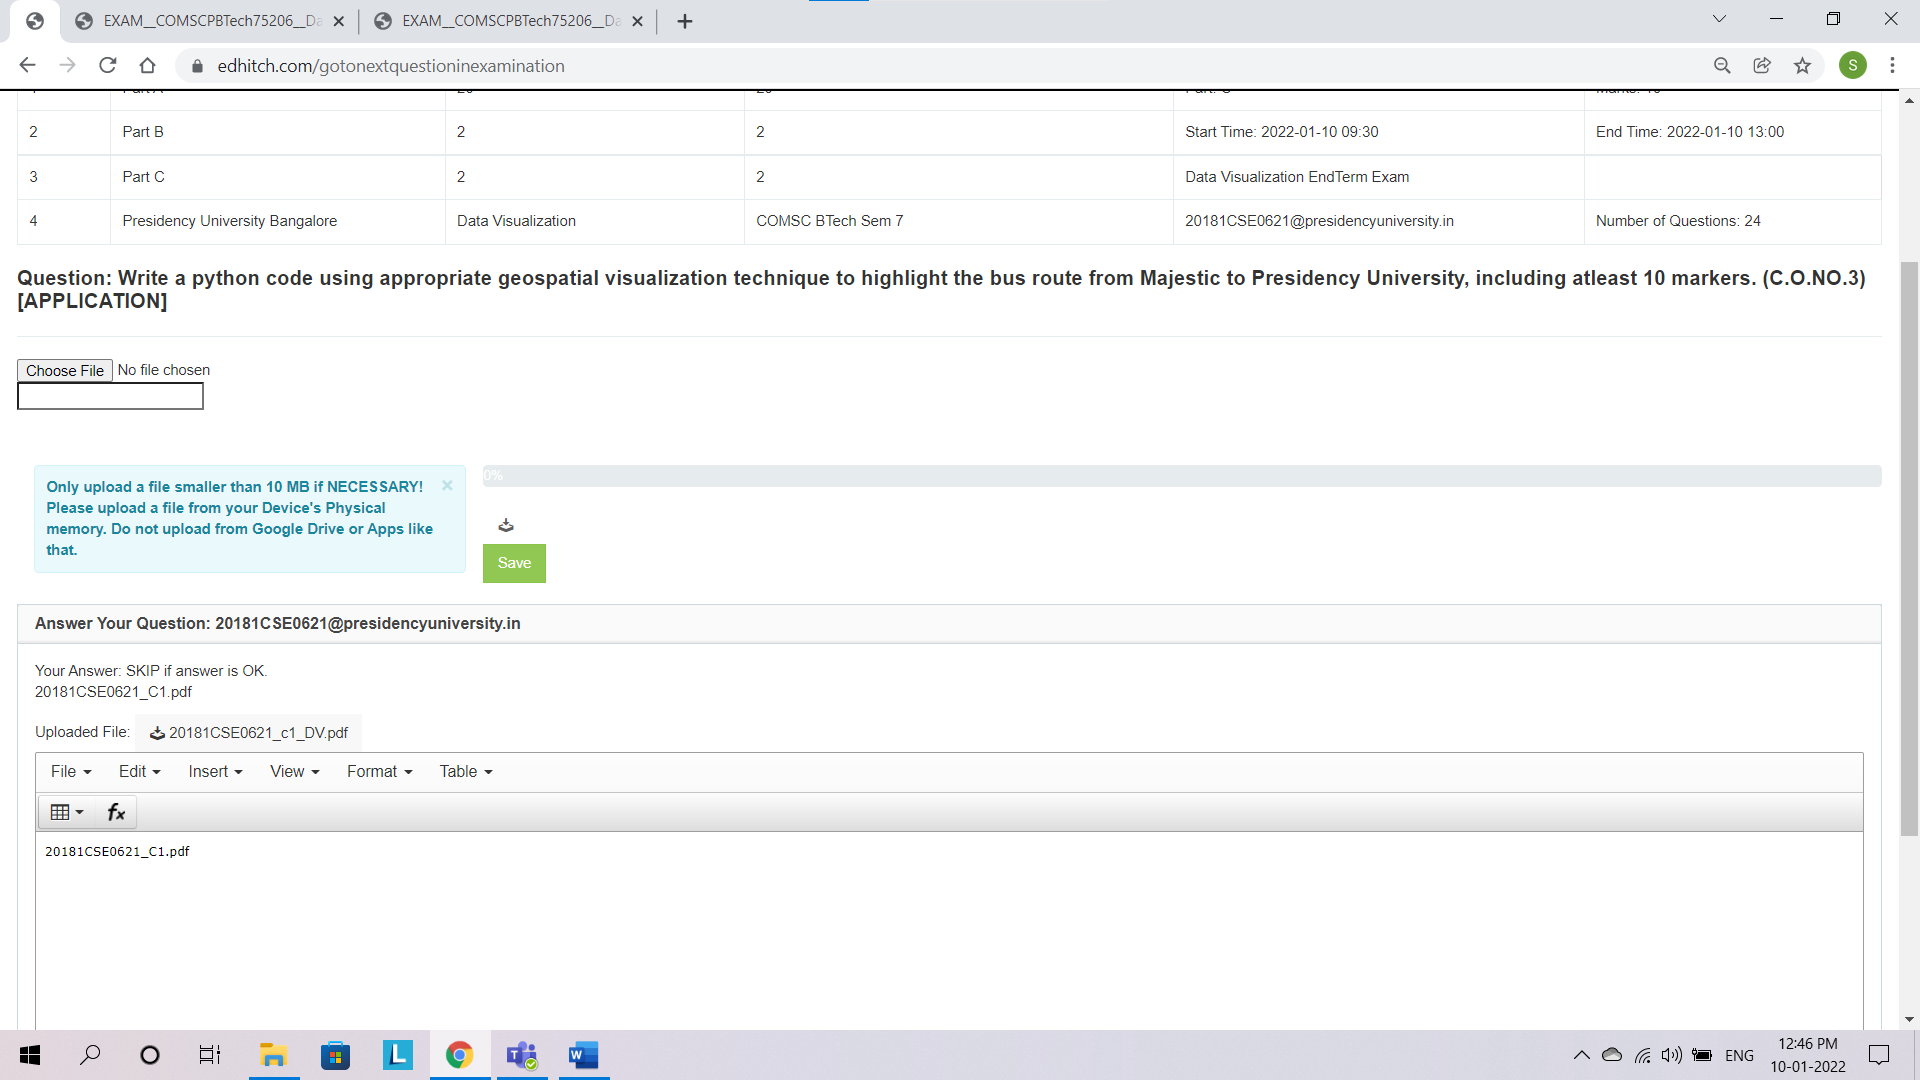 EXAM__COMSCPBTech75206__Da
EXAM__COMSCPBTech75206__Da
edhitch.com/gotonextquestioninexamination
S
2 Part B 2 2 Start Time: 2022-01-10 09:30 End Time: 2022-01-10 13:00
3 Part C 2 2 Data Visualization EndTerm Exam
4 Presidency University Bangalore Data Visualization COMSC BTech Sem 7 20181CSE0621@presidencyuniversity.in Number of Questions: 24
Question: Write a python code using appropriate geospatial visualization technique to highlight the bus route from Majestic to Presidency University, including atleast 10 markers. (C.O.NO.3)
[APPLICATION]
Choose File No file chosen
Only upload a file smaller than 10 MB if NECESSARY! ×
Please upload a file from your Device's Physical
memory. Do not upload from Google Drive or Apps like
that.
0%
Save
Answer Your Question: 20181CSE0621@presidencyuniversity.in
Your Answer: SKIP if answer is OK.
20181CSE0621_C1.pdf
Uploaded File: 20181CSE0621_c1_DV.pdf
File Edit Insert View Format Table
fx
20181CSE0621_C1.pdf
L
T
W
ENG
12:46 PM
10-01-2022